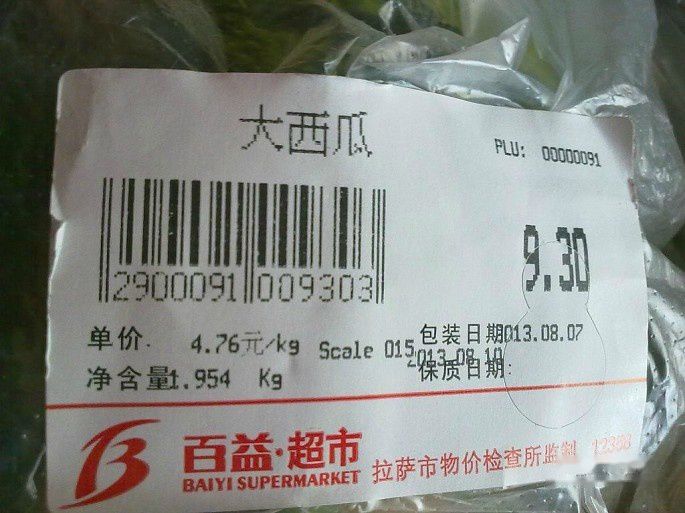 大西瓜
PLU: 00000091
2900091 009303
9.30
单价. 4.76元/kg Scale 015 包装日期013.08.07
净含量1.954 Kg 2013.08.10 保质日期:
百益·超市
BAIYI SUPERMARKET
拉萨市物价检查所监制 12358